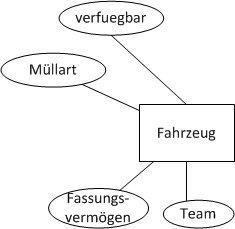 verfuegbar
Müllart
Fahrzeug
Fassungs-
vermögen
Team